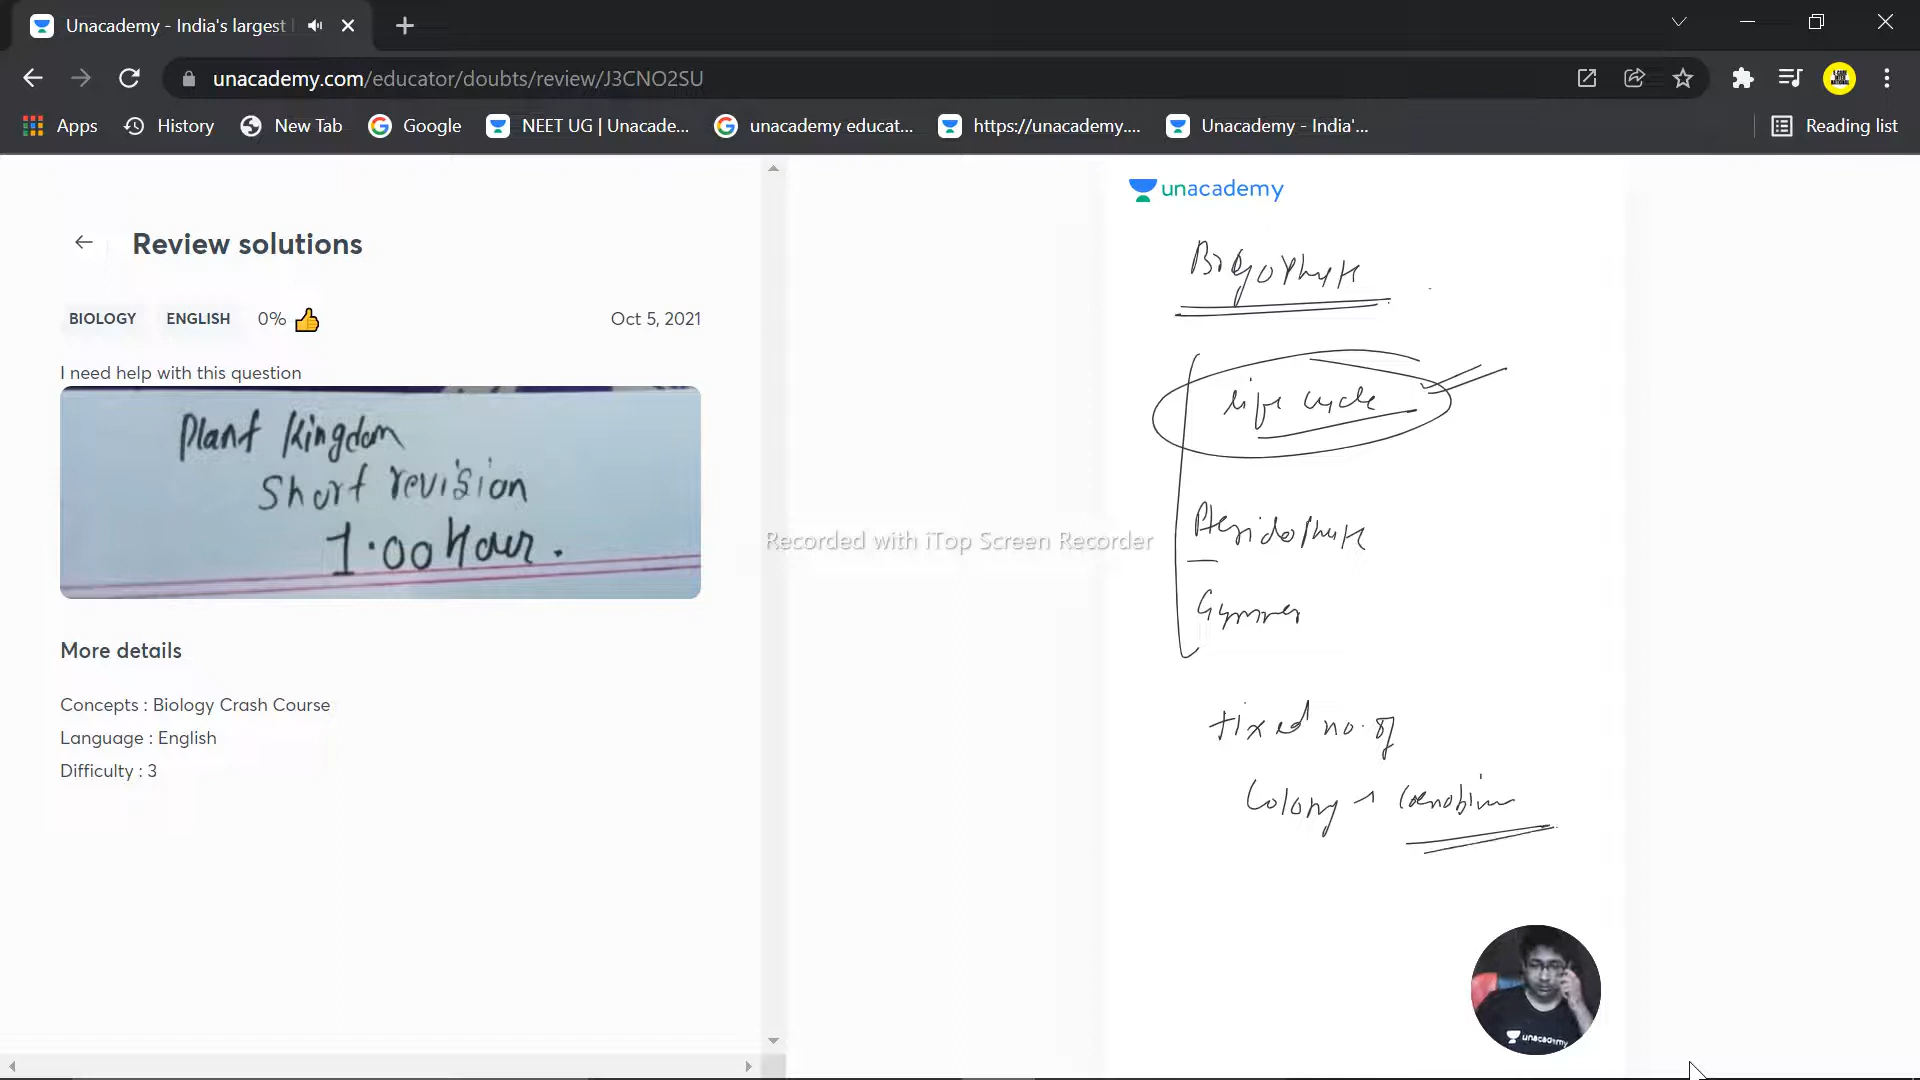 Unacademy - India's largest
unacademy.com/educator/doubts/review/J3CNO2SU
Apps History New Tab Google NEET UG | Unacade... unacademy educat... https://unacademy.... Unacademy - India'... Reading list
unacademy
Review solutions
BIOLOGY ENGLISH 0% 👍 Oct 5, 2021
I need help with this question
Plant Kingdom
Short revision
1.00 Hour.
More details
Concepts : Biology Crash Course
Language : English
Difficulty : 3
Recorded with iTop Screen Recorder
Bryophyte
life cycle
Pteridophyte
Gymno
fixed no. of
Colony → Coenobium
unacademy